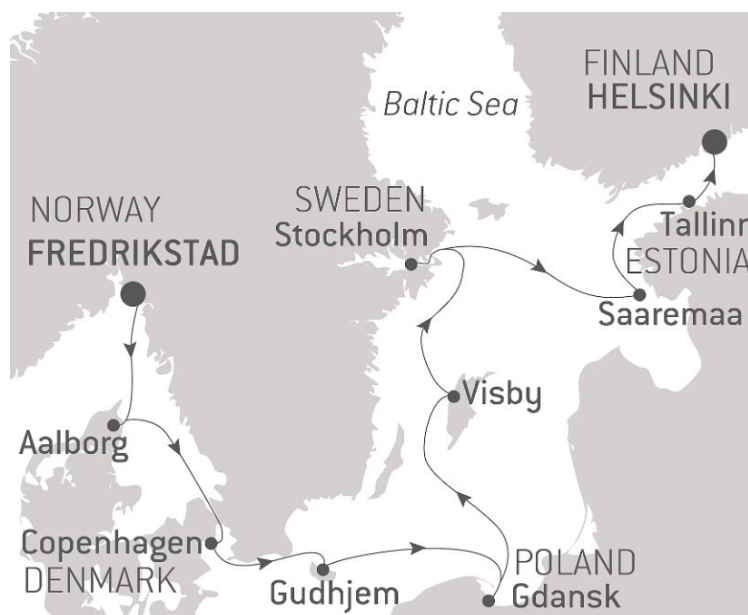 FINLAND
HELSINKI
Baltic Sea
SWEDEN
Stockholm
NORWAY
FREDRIKSTAD
Tallinn
ESTONIA
Saaremaa
Visby
Aalborg
Copenhagen
DENMARK
Gudhjem
POLAND
Gdansk